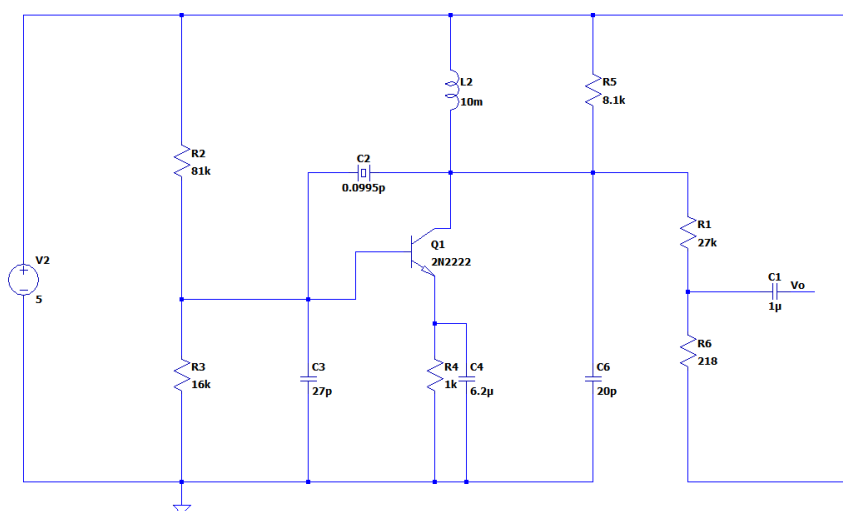 L2
10m
R5
8.1k
R2
81k
C2
0.0995p
Q1
2N2222
R1
27k
V2
5
C1
1µ
Vo
R3
16k
C3
27p
R4
1k
C4
6.2µ
C6
20p
R6
218